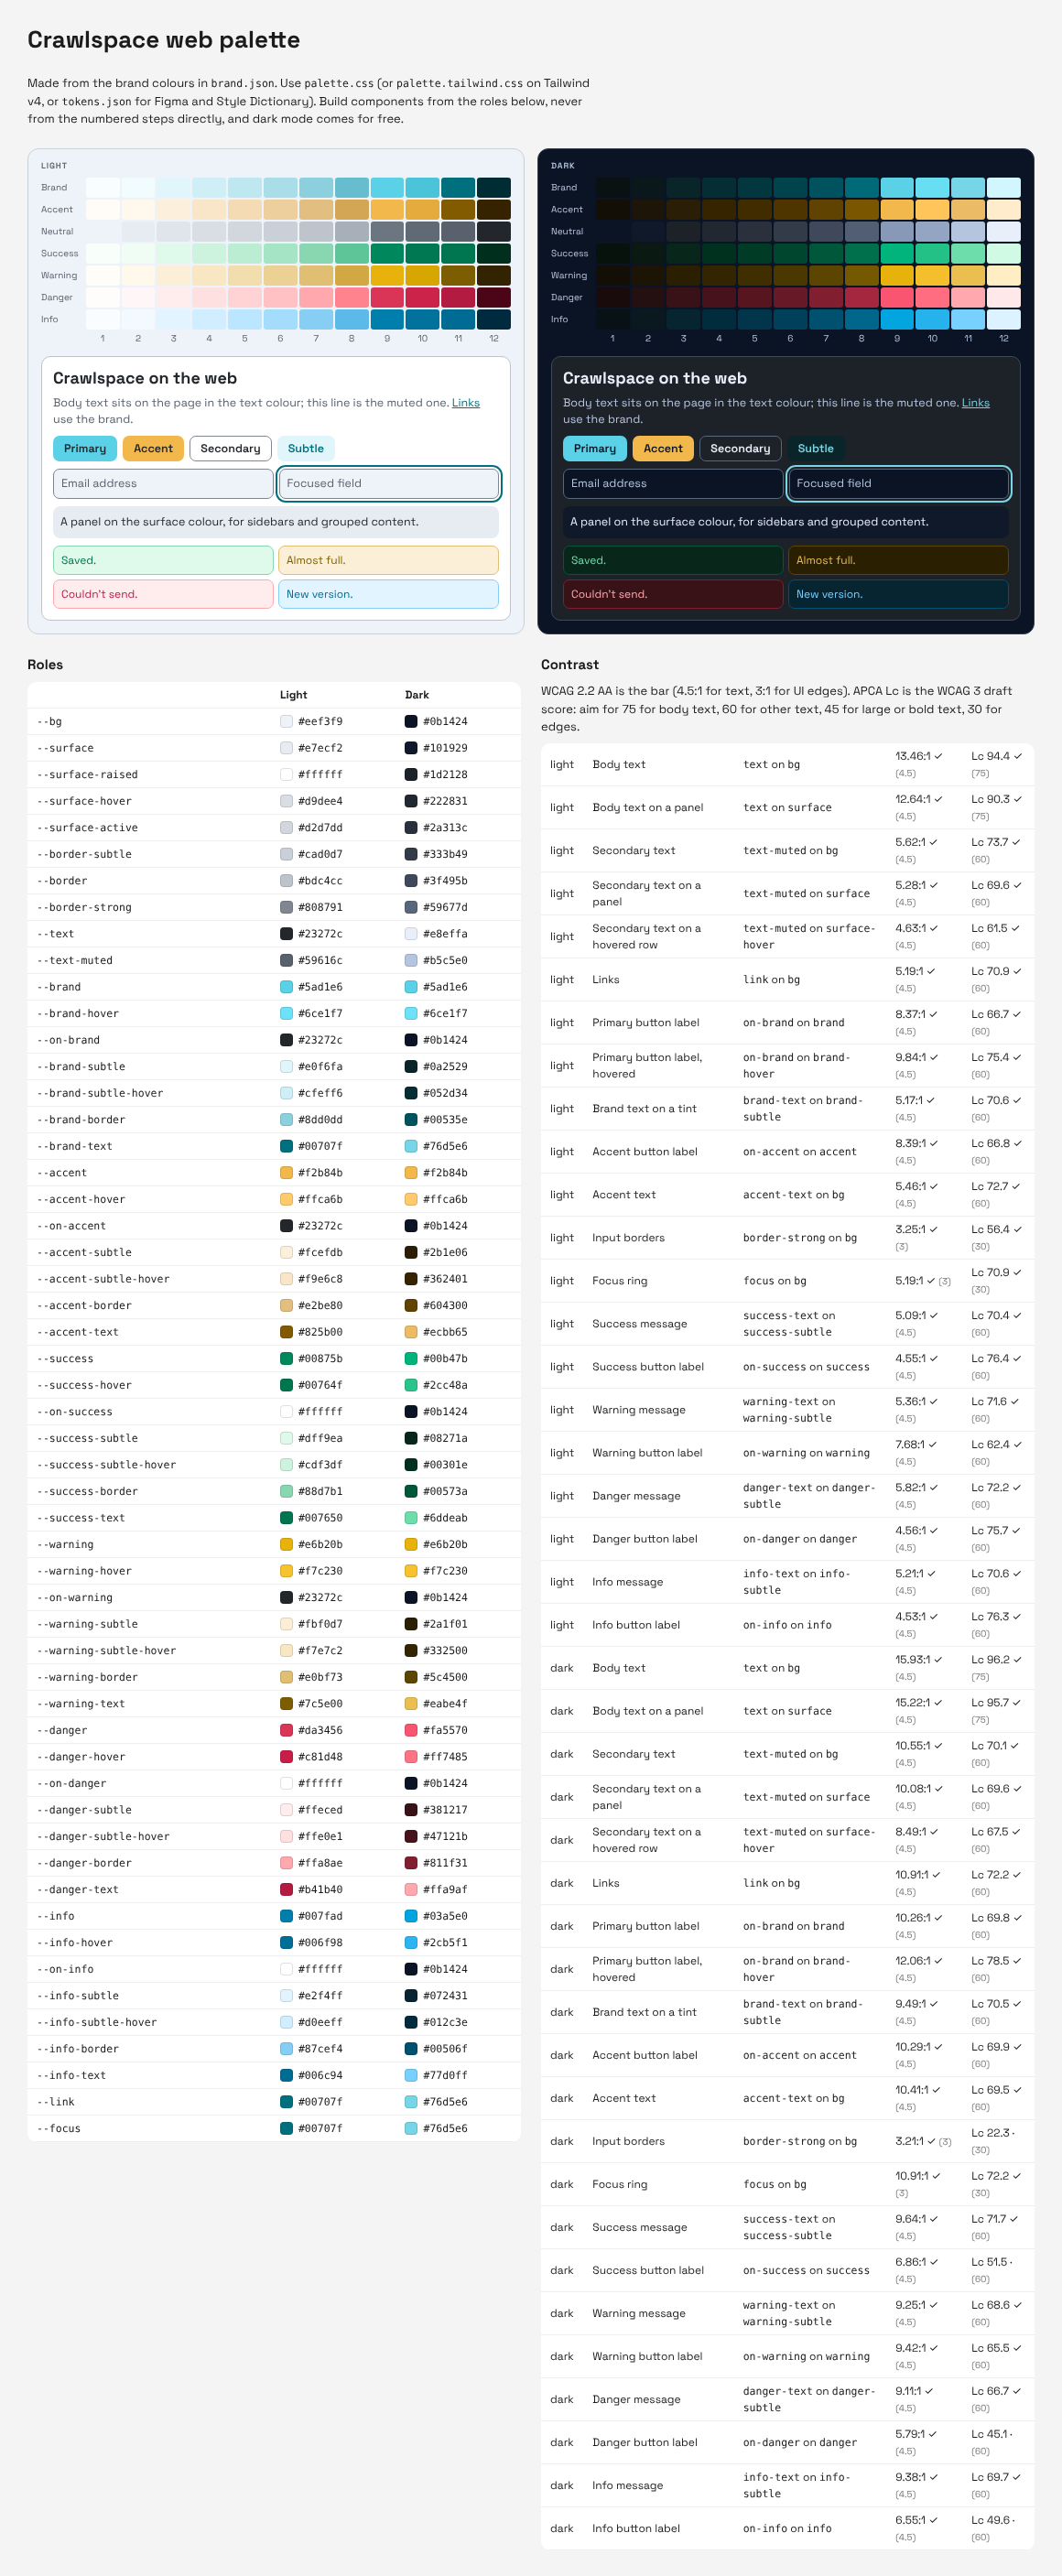 Crawlspace web palette
Made from the brand colours in brand.json. Use palette.css (or palette.tailwind.css on Tailwind
v4, or tokens.json for Figma and Style Dictionary). Build components from the roles below, never
from the numbered steps directly, and dark mode comes for free.
LIGHT
Brand
Accent
Neutral
Success
Warning
Danger
Info
1 2 3 4 5 6 7 8 9 10 11 12
Crawlspace on the web
Body text sits on the page in the text colour; this line is the muted one. Links
use the brand.
Primary Accent Secondary Subtle
Email address Focused field
A panel on the surface colour, for sidebars and grouped content.
Saved. Almost full.
Couldn't send. New version.
DARK
Brand
Accent
Neutral
Success
Warning
Danger
Info
1 2 3 4 5 6 7 8 9 10 11 12
Crawlspace on the web
Body text sits on the page in the text colour; this line is the muted one. Links
use the brand.
Primary Accent Secondary Subtle
Email address Focused field
A panel on the surface colour, for sidebars and grouped content.
Saved. Almost full.
Couldn't send. New version.
Roles
Light Dark
--bg #eef3f9 #0b1424
--surface #e7ecf2 #101929
--surface-raised #ffffff #1d2128
--surface-hover #d9dee4 #222831
--surface-active #d2d7dd #2a313c
--border-subtle #cad0d7 #333b49
--border #bdc4cc #3f495b
--border-strong #808791 #59677d
--text #23272c #e8effa
--text-muted #59616c #b5c5e0
--brand #5ad1e6 #5ad1e6
--brand-hover #6ce1f7 #6ce1f7
--on-brand #23272c #0b1424
--brand-subtle #e0f6fa #0a2529
--brand-subtle-hover #cfeff6 #052d34
--brand-border #8dd0dd #00535e
--brand-text #00707f #76d5e6
--accent #f2b84b #f2b84b
--accent-hover #ffca6b #ffca6b
--on-accent #23272c #0b1424
--accent-subtle #fcefdb #2b1e06
--accent-subtle-hover #f9e6c8 #362401
--accent-border #e2be80 #604300
--accent-text #825b00 #ecbb65
--success #00875b #00b47b
--success-hover #00764f #2cc48a
--on-success #ffffff #0b1424
--success-subtle #dff9ea #08271a
--success-subtle-hover #cdf3df #00301e
--success-border #88d7b1 #00573a
--success-text #007650 #6ddeab
--warning #e6b20b #e6b20b
--warning-hover #f7c230 #f7c230
--on-warning #23272c #0b1424
--warning-subtle #fbf0d7 #2a1f01
--warning-subtle-hover #f7e7c2 #332500
--warning-border #e0bf73 #5c4500
--warning-text #7c5e00 #eabe4f
--danger #da3456 #fa5570
--danger-hover #c81d48 #ff7485
--on-danger #ffffff #0b1424
--danger-subtle #ffeced #381217
--danger-subtle-hover #ffe0e1 #47121b
--danger-border #ffa8ae #811f31
--danger-text #b41b40 #ffa9af
--info #007fad #03a5e0
--info-hover #006f98 #2cb5f1
--on-info #ffffff #0b1424
--info-subtle #e2f4ff #072431
--info-subtle-hover #d0eeff #012c3e
--info-border #87cef4 #00506f
--info-text #006c94 #77d0ff
--link #00707f #76d5e6
--focus #00707f #76d5e6
Contrast
WCAG 2.2 AA is the bar (4.5:1 for text, 3:1 for UI edges). APCA Lc is the WCAG 3 draft
score: aim for 75 for body text, 60 for other text, 45 for large or bold text, 30 for
edges.
light Body text text on bg 13.46:1 ✓ (4.5) Lc 94.4 ✓ (75)
light Body text on a panel text on surface 12.64:1 ✓ (4.5) Lc 90.3 ✓ (75)
light Secondary text text-muted on bg 5.62:1 ✓ (4.5) Lc 73.7 ✓ (60)
light Secondary text on a panel text-muted on surface 5.28:1 ✓ (4.5) Lc 69.6 ✓ (60)
light Secondary text on a hovered row text-muted on surface-hover 4.63:1 ✓ (4.5) Lc 61.5 ✓ (60)
light Links link on bg 5.19:1 ✓ (4.5) Lc 70.9 ✓ (60)
light Primary button label on-brand on brand 8.37:1 ✓ (4.5) Lc 66.7 ✓ (60)
light Primary button label, hovered on-brand on brand-hover 9.84:1 ✓ (4.5) Lc 75.4 ✓ (60)
light Brand text on a tint brand-text on brand-subtle 5.17:1 ✓ (4.5) Lc 70.6 ✓ (60)
light Accent button label on-accent on accent 8.39:1 ✓ (4.5) Lc 66.8 ✓ (60)
light Accent text accent-text on bg 5.46:1 ✓ (4.5) Lc 72.7 ✓ (60)
light Input borders border-strong on bg 3.25:1 ✓ (3) Lc 56.4 ✓ (30)
light Focus ring focus on bg 5.19:1 ✓ (3) Lc 70.9 ✓ (30)
light Success message success-text on success-subtle 5.09:1 ✓ (4.5) Lc 70.4 ✓ (60)
light Success button label on-success on success 4.55:1 ✓ (4.5) Lc 76.4 ✓ (60)
light Warning message warning-text on warning-subtle 5.36:1 ✓ (4.5) Lc 71.6 ✓ (60)
light Warning button label on-warning on warning 7.68:1 ✓ (4.5) Lc 62.4 ✓ (60)
light Danger message danger-text on danger-subtle 5.82:1 ✓ (4.5) Lc 72.2 ✓ (60)
light Danger button label on-danger on danger 4.56:1 ✓ (4.5) Lc 75.7 ✓ (60)
light Info message info-text on info-subtle 5.21:1 ✓ (4.5) Lc 70.6 ✓ (60)
light Info button label on-info on info 4.53:1 ✓ (4.5) Lc 76.3 ✓ (60)
dark Body text text on bg 15.93:1 ✓ (4.5) Lc 96.2 ✓ (75)
dark Body text on a panel text on surface 15.22:1 ✓ (4.5) Lc 95.7 ✓ (75)
dark Secondary text text-muted on bg 10.55:1 ✓ (4.5) Lc 70.1 ✓ (60)
dark Secondary text on a panel text-muted on surface 10.08:1 ✓ (4.5) Lc 69.6 ✓ (60)
dark Secondary text on a hovered row text-muted on surface-hover 8.49:1 ✓ (4.5) Lc 67.5 ✓ (60)
dark Links link on bg 10.91:1 ✓ (4.5) Lc 72.2 ✓ (60)
dark Primary button label on-brand on brand 10.26:1 ✓ (4.5) Lc 69.8 ✓ (60)
dark Primary button label, hovered on-brand on brand-hover 12.06:1 ✓ (4.5) Lc 78.5 ✓ (60)
dark Brand text on a tint brand-text on brand-subtle 9.49:1 ✓ (4.5) Lc 70.5 ✓ (60)
dark Accent button label on-accent on accent 10.29:1 ✓ (4.5) Lc 69.9 ✓ (60)
dark Accent text accent-text on bg 10.41:1 ✓ (4.5) Lc 69.5 ✓ (60)
dark Input borders border-strong on bg 3.21:1 ✓ (3) Lc 22.3 · (30)
dark Focus ring focus on bg 10.91:1 ✓ (3) Lc 72.2 ✓ (30)
dark Success message success-text on success-subtle 9.64:1 ✓ (4.5) Lc 71.7 ✓ (60)
dark Success button label on-success on success 6.86:1 ✓ (4.5) Lc 51.5 · (60)
dark Warning message warning-text on warning-subtle 9.25:1 ✓ (4.5) Lc 68.6 ✓ (60)
dark Warning button label on-warning on warning 9.42:1 ✓ (4.5) Lc 65.5 ✓ (60)
dark Danger message danger-text on danger-subtle 9.11:1 ✓ (4.5) Lc 66.7 ✓ (60)
dark Danger button label on-danger on danger 5.79:1 ✓ (4.5) Lc 45.1 · (60)
dark Info message info-text on info-subtle 9.38:1 ✓ (4.5) Lc 69.7 ✓ (60)
dark Info button label on-info on info 6.55:1 ✓ (4.5) Lc 49.6 · (60)